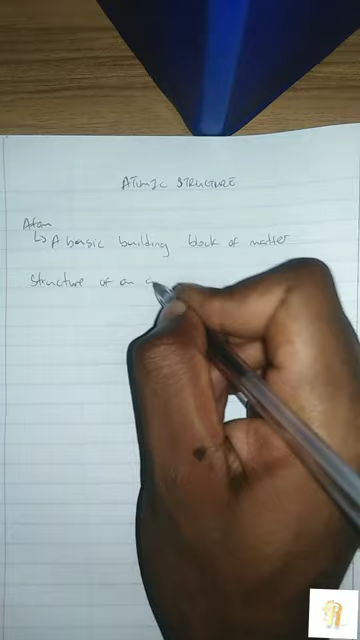 ATOMIC STRUCTURE
Atom
↳ A basic building block of matter
Structure of an a